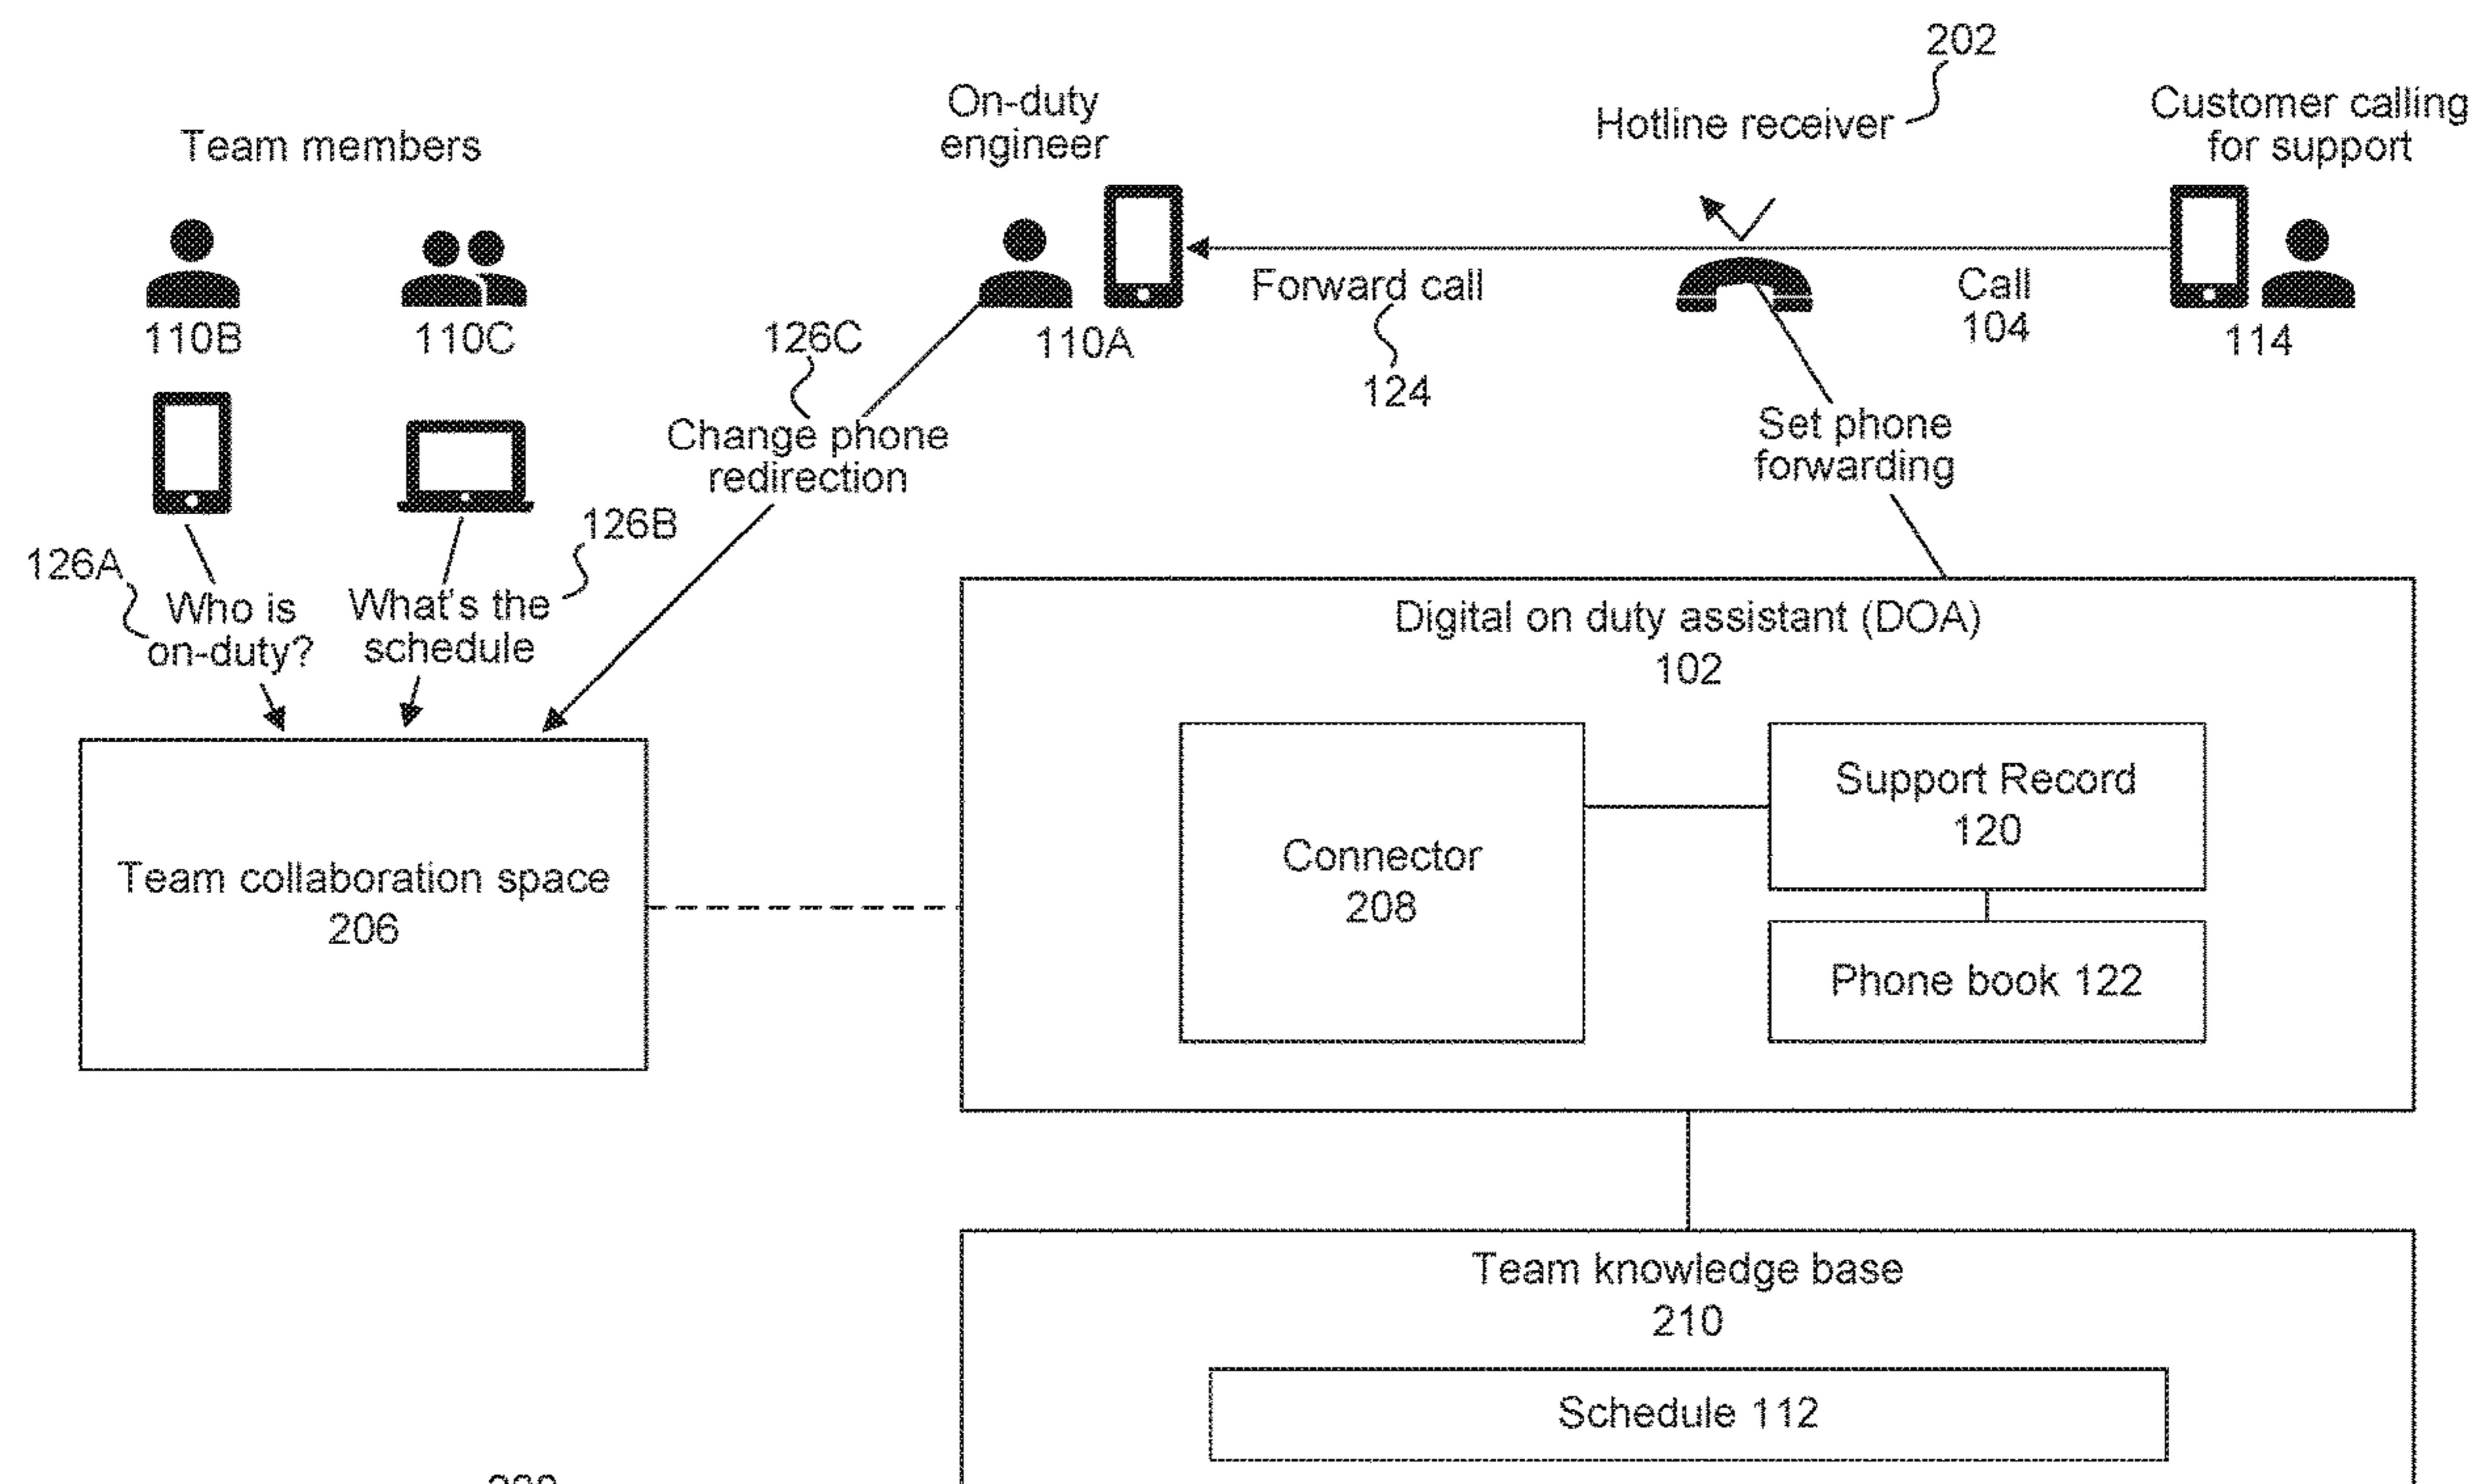 202
On-duty
engineer
Hotline receiver
Customer calling
for support
Team members
110B
110C
126C
110A
Forward call
124
Call
104
114
Change phone
redirection
Set phone
forwarding
126A
126B
Who is
on-duty?
What's the
schedule
Digital on duty assistant (DOA)
102
Team collaboration space
206
Connector
208
Support Record
120
Phone book 122
Team knowledge base
210
Schedule 112